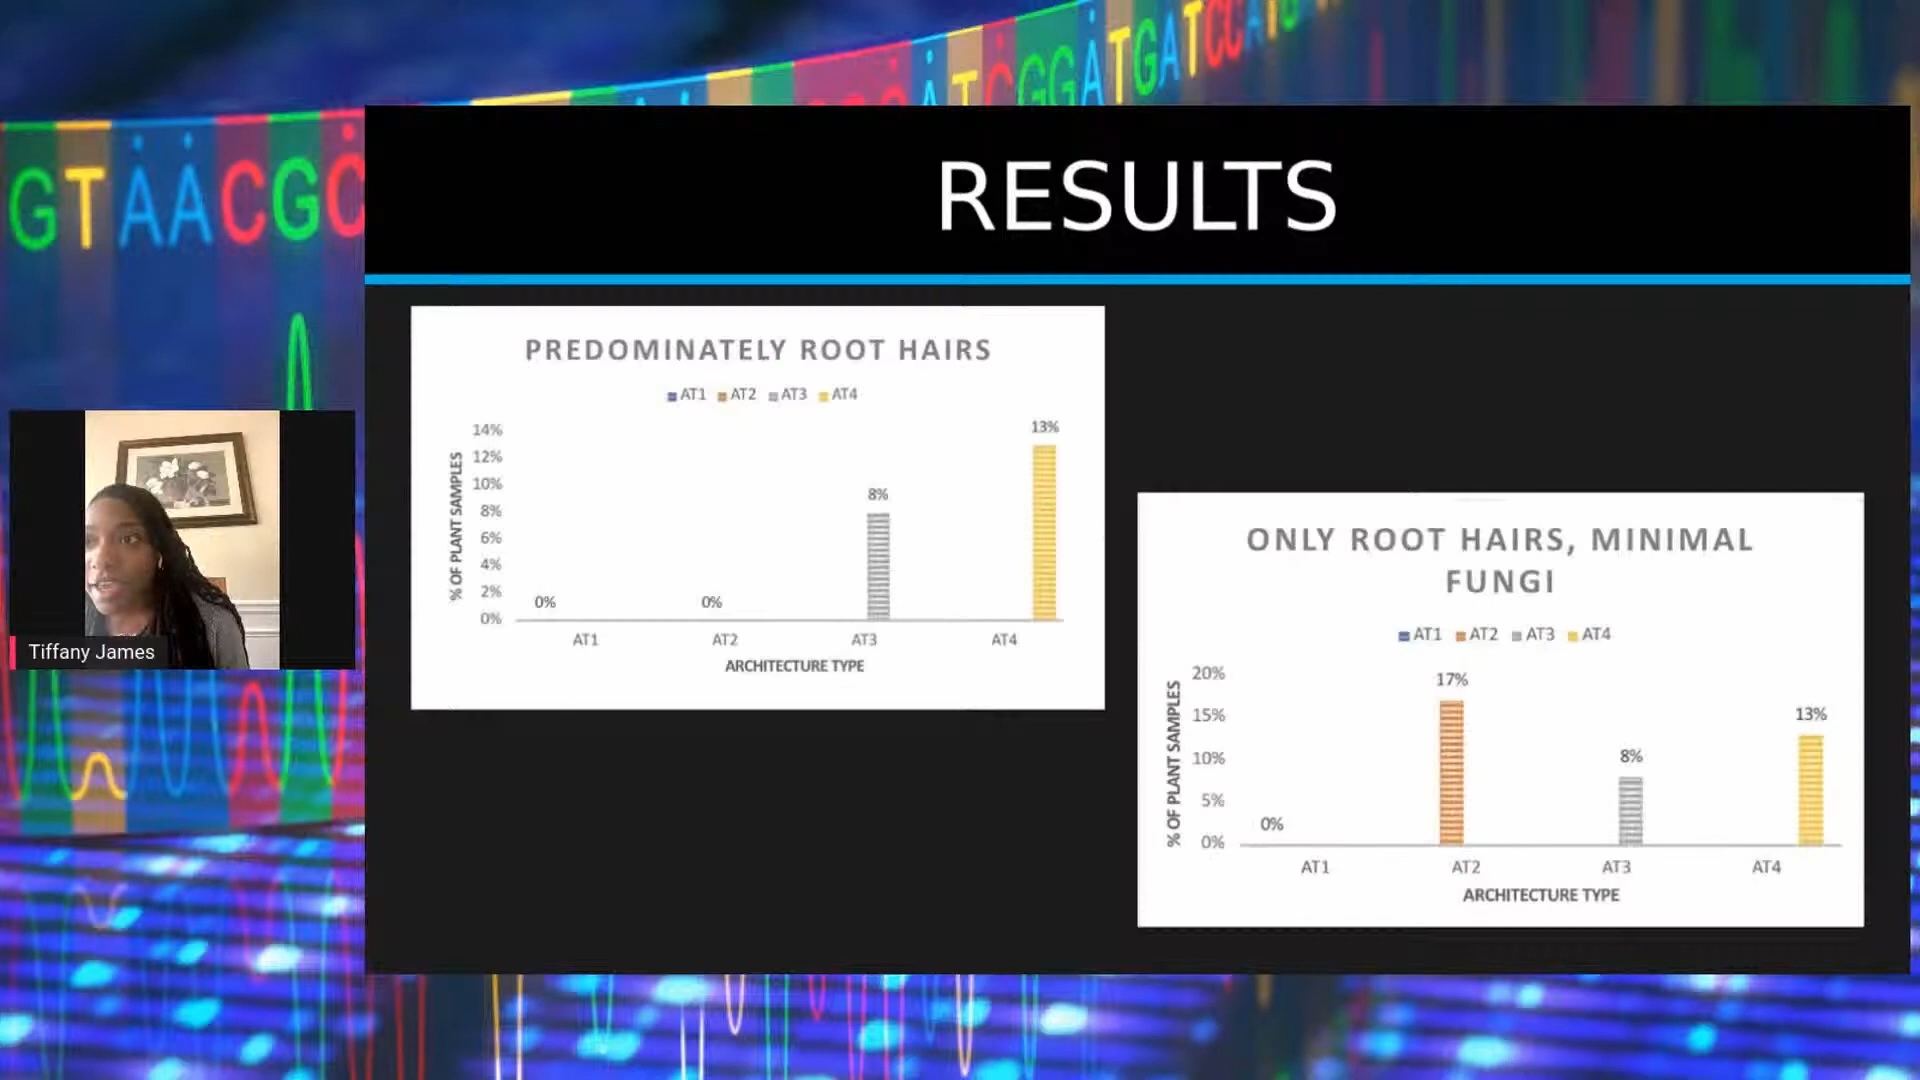 GGATGATCC
GTAACGC
RESULTS
PREDOMINATELY ROOT HAIRS
AT1 AT2 AT3 AT4
% OF PLANT SAMPLES
14%
12%
10%
8%
6%
4%
2%
0%
0%
0%
8%
13%
AT1 AT2 AT3 AT4
ARCHITECTURE TYPE
Tiffany James
ONLY ROOT HAIRS, MINIMAL
FUNGI
AT1 AT2 AT3 AT4
% OF PLANT SAMPLES
20%
15%
10%
5%
0%
0%
17%
8%
13%
AT1 AT2 AT3 AT4
ARCHITECTURE TYPE